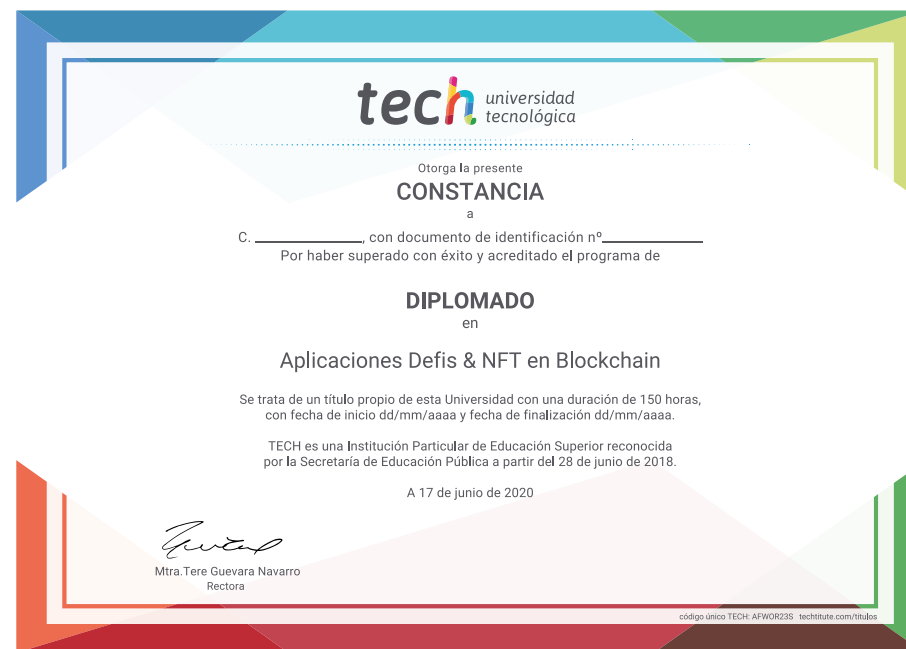 tech universidad
tecnológica
Otorga la presente
CONSTANCIA
a
C. ____________, con documento de identificación nº____________
Por haber superado con éxito y acreditado el programa de
DIPLOMADO
en
Aplicaciones Defis & NFT en Blockchain
Se trata de un título propio de esta Universidad con una duración de 150 horas,
con fecha de inicio dd/mm/aaaa y fecha de finalización dd/mm/aaaa.
TECH es una Institución Particular de Educación Superior reconocida
por la Secretaría de Educación Pública a partir del 28 de junio de 2018.
A 17 de junio de 2020
Mtra.Tere Guevara Navarro
Rectora
código único TECH: AFWOR23S techtitute.com/titulos